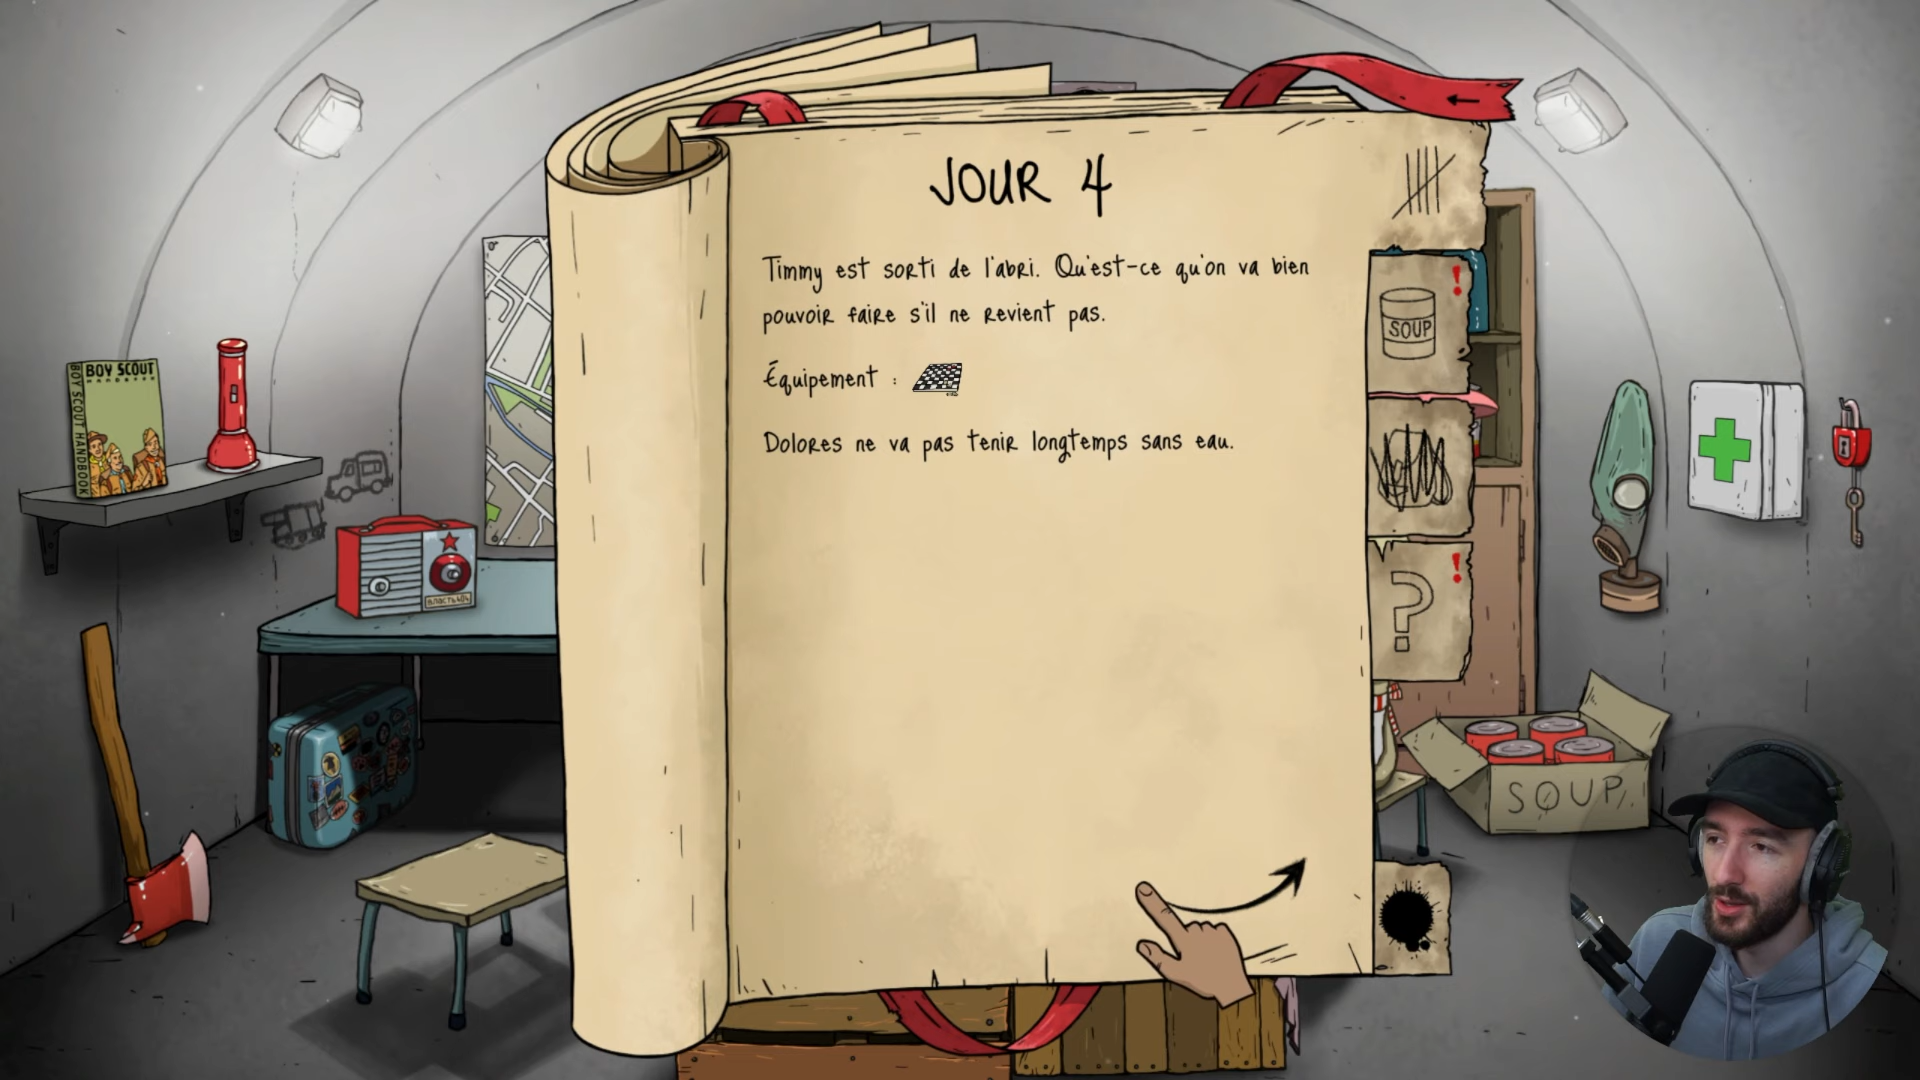 JOUR 4
Timmy est sorti de l'abri. Qu'est-ce qu'on va bien
pouvoir faire s'il ne revient pas.
Équipement :
Dolores ne va pas tenir longtemps sans eau.
SOUP
BOY SCOUT
HANDBOOK
BOY SCOUT HANDBOOK
SOUP